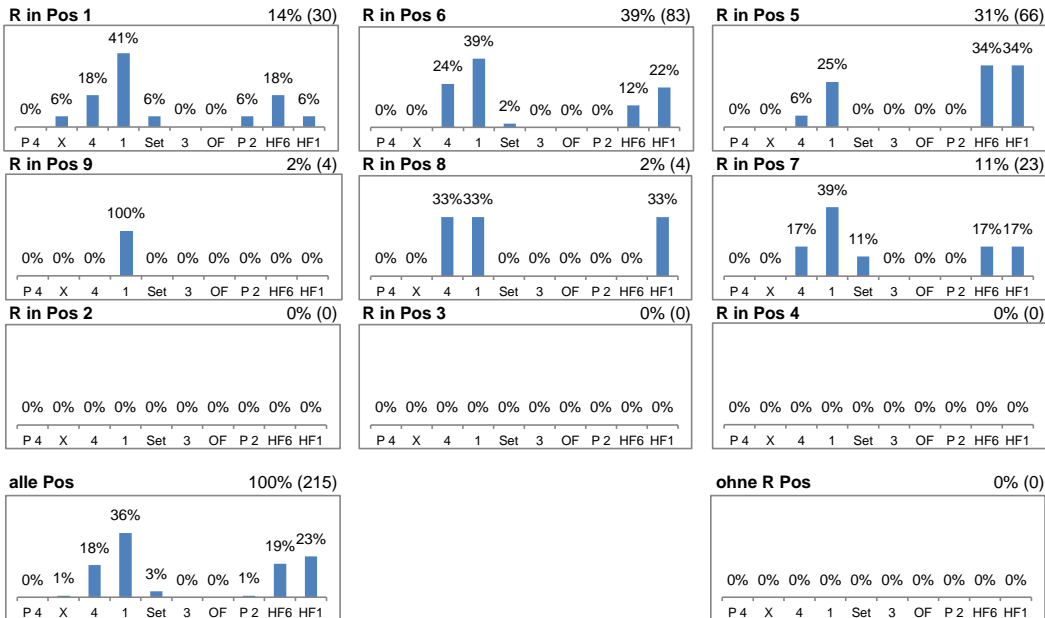 R in Pos 1 14% (30)
0% 6% 18% 41% 6% 0% 0% 6% 18% 6%
P 4 X 4 1 Set 3 OF P 2 HF6 HF1
R in Pos 6 39% (83)
0% 0% 24% 39% 2% 0% 0% 0% 12% 22%
P 4 X 4 1 Set 3 OF P 2 HF6 HF1
R in Pos 5 31% (66)
0% 0% 6% 25% 0% 0% 0% 0% 34% 34%
P 4 X 4 1 Set 3 OF P 2 HF6 HF1
R in Pos 9 2% (4)
0% 0% 0% 100% 0% 0% 0% 0% 0% 0%
P 4 X 4 1 Set 3 OF P 2 HF6 HF1
R in Pos 8 2% (4)
0% 0% 33% 33% 0% 0% 0% 0% 0% 33%
P 4 X 4 1 Set 3 OF P 2 HF6 HF1
R in Pos 7 11% (23)
0% 0% 17% 39% 11% 0% 0% 0% 17% 17%
P 4 X 4 1 Set 3 OF P 2 HF6 HF1
R in Pos 2 0% (0)
0% 0% 0% 0% 0% 0% 0% 0% 0% 0%
P 4 X 4 1 Set 3 OF P 2 HF6 HF1
R in Pos 3 0% (0)
0% 0% 0% 0% 0% 0% 0% 0% 0% 0%
P 4 X 4 1 Set 3 OF P 2 HF6 HF1
R in Pos 4 0% (0)
0% 0% 0% 0% 0% 0% 0% 0% 0% 0%
P 4 X 4 1 Set 3 OF P 2 HF6 HF1
alle Pos 100% (215)
0% 1% 18% 36% 3% 0% 0% 1% 19% 23%
P 4 X 4 1 Set 3 OF P 2 HF6 HF1
ohne R Pos 0% (0)
0% 0% 0% 0% 0% 0% 0% 0% 0% 0%
P 4 X 4 1 Set 3 OF P 2 HF6 HF1